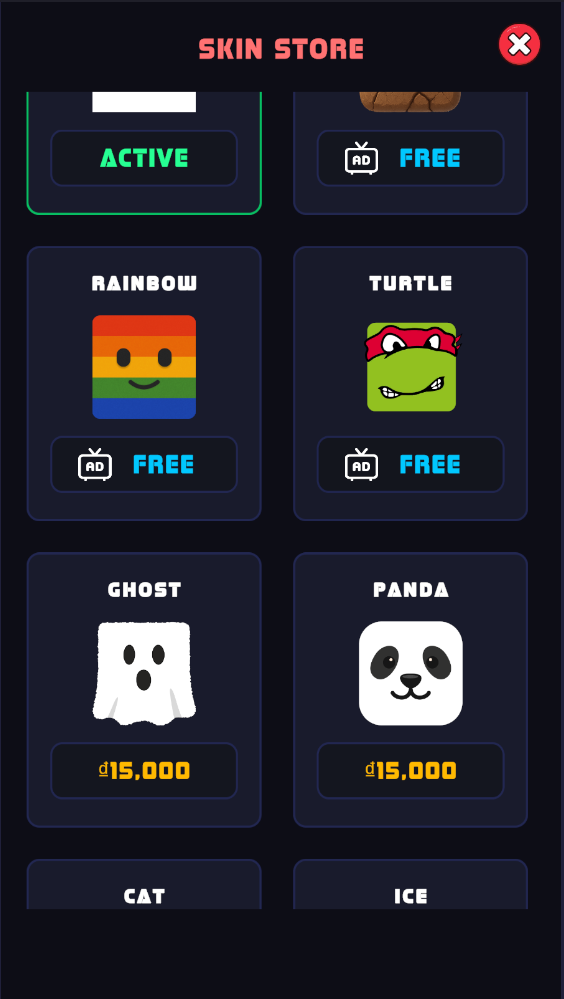 SKIN STORE
ACTIVE
AD FREE
RAINBOW
TURTLE
AD FREE
AD FREE
GHOST
PANDA
₫15,000
₫15,000
CAT
ICE